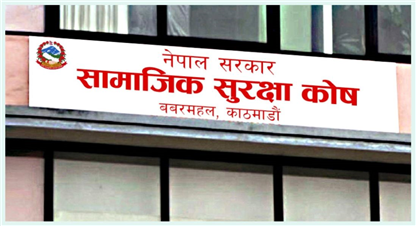 नेपाल सरकार
सामाजिक सुरक्षा कोष
बबरमहल, काठमाडौं